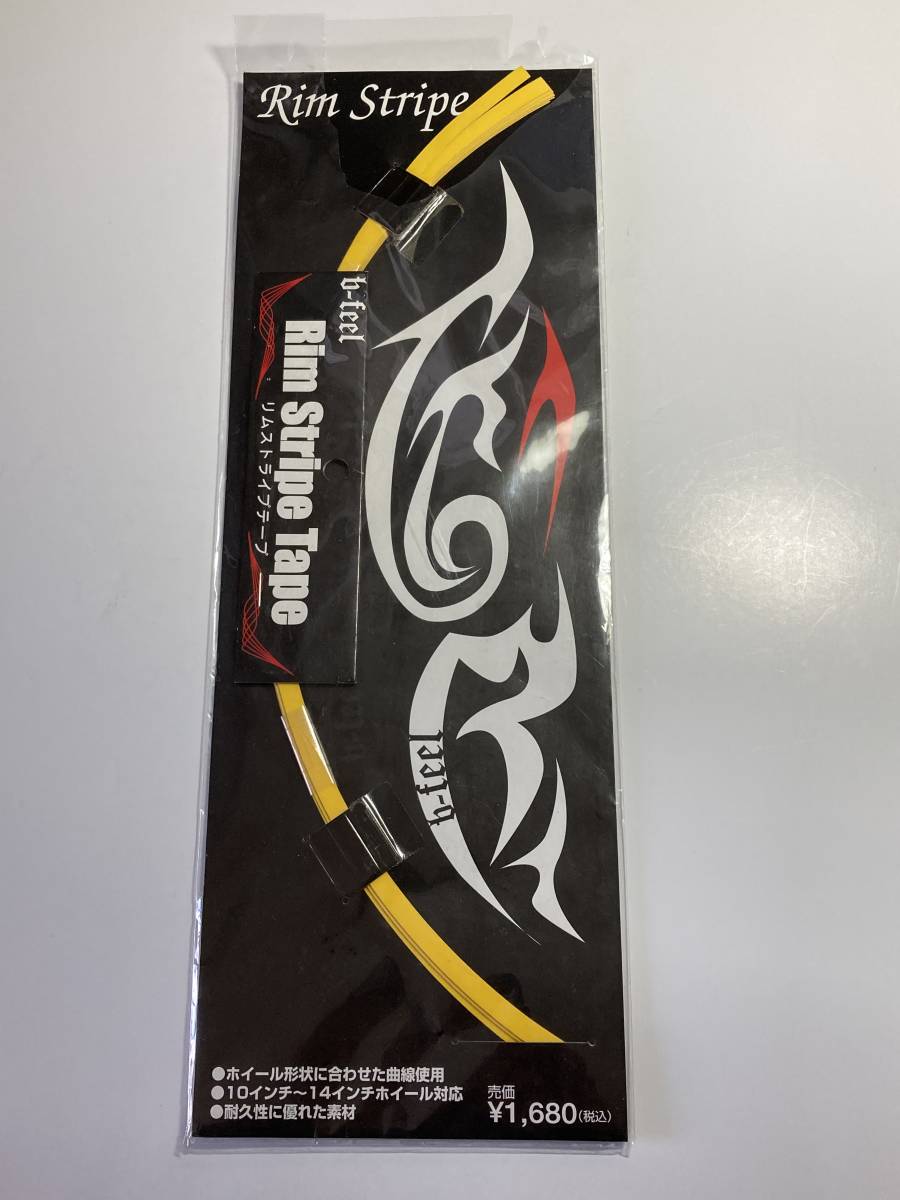 Rim Stripe
b-feel
Rim Stripe Tape
リムストライプテープ
b-feel
●ホイール形状に合わせた曲線使用
●10インチ～14インチホイール対応
●耐久性に優れた素材
売価
¥1,680(税込)